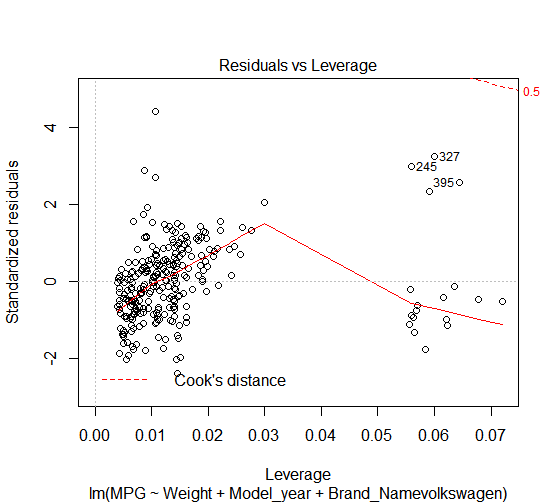 Residuals vs Leverage
Standardized residuals
4
2
0
-2
0.5
327
245
395
Cook's distance
0.00 0.01 0.02 0.03 0.04 0.05 0.06 0.07
Leverage
lm(MPG ~ Weight + Model_year + Brand_Namevolkswagen)